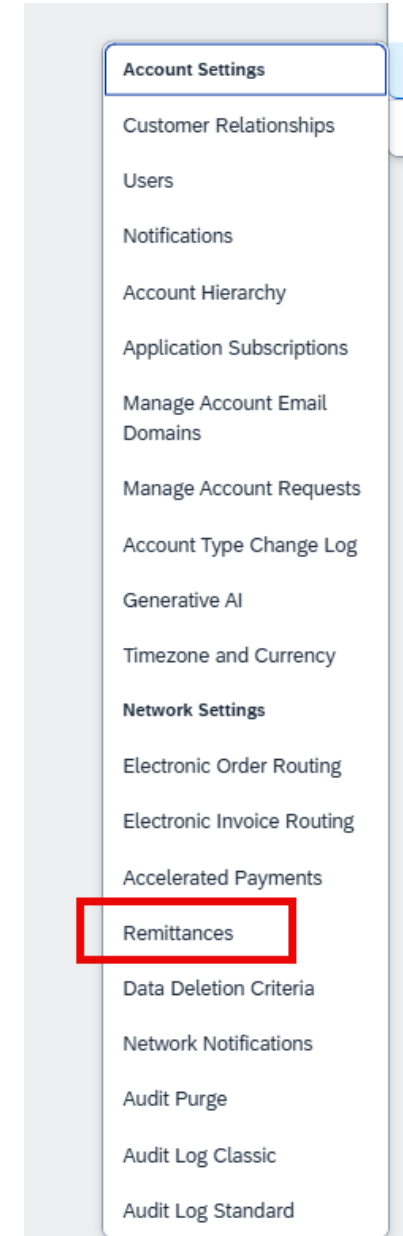 Account Settings
Customer Relationships
Users
Notifications
Account Hierarchy
Application Subscriptions
Manage Account Email
Domains
Manage Account Requests
Account Type Change Log
Generative AI
Timezone and Currency
Network Settings
Electronic Order Routing
Electronic Invoice Routing
Accelerated Payments
Remittances
Data Deletion Criteria
Network Notifications
Audit Purge
Audit Log Classic
Audit Log Standard